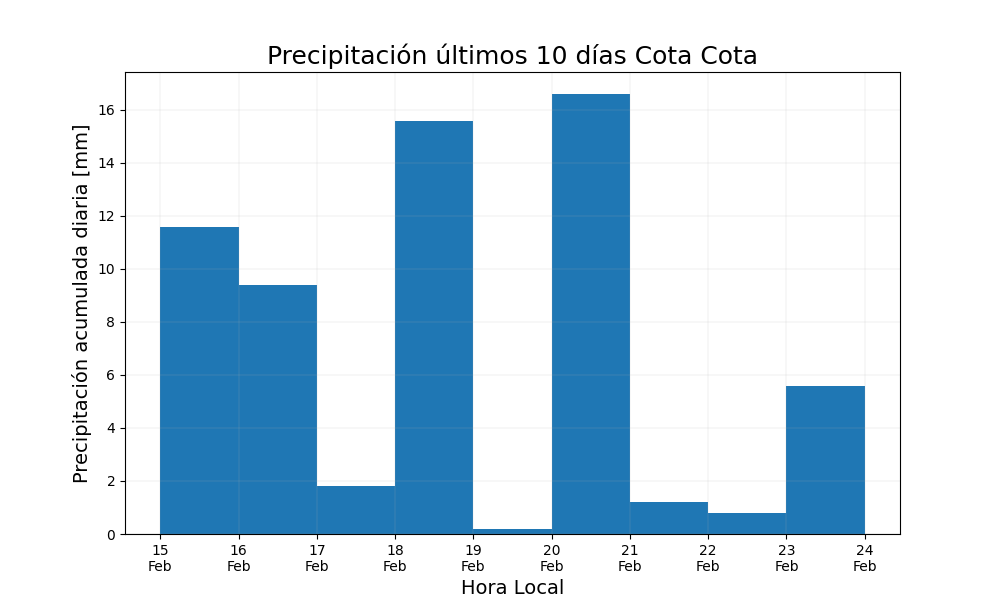 Precipitación últimos 10 días Cota Cota
Precipitación acumulada diaria [mm]
16
14
12
10
8
6
4
2
0
15 16 17 18 19 20 21 22 23 24
Feb Feb Feb Feb Feb Feb Feb Feb Feb Feb
Hora Local